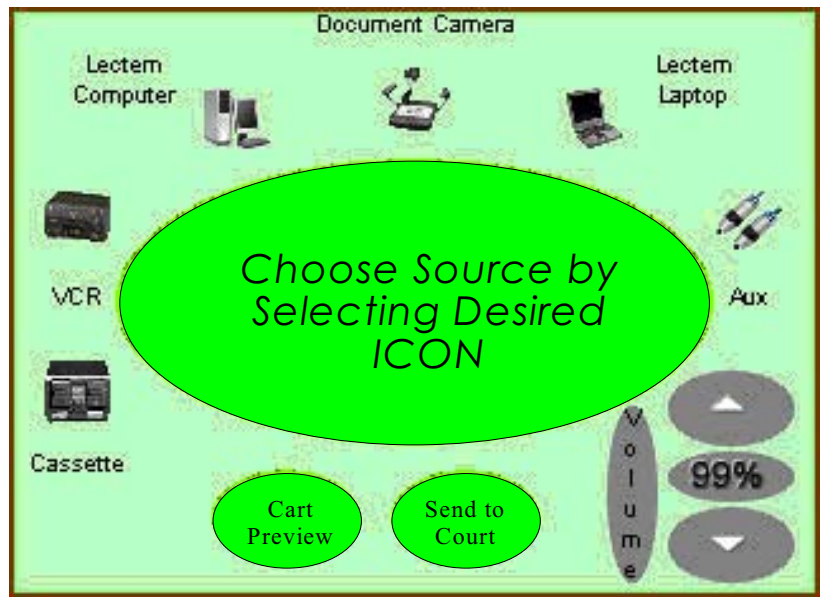 Document Camera
Lectern
Computer
Lectern
Laptop
VCR
Choose Source by
Selecting Desired
ICON
Aux
Cassette
Volume
99%
Cart
Preview
Send to
Court